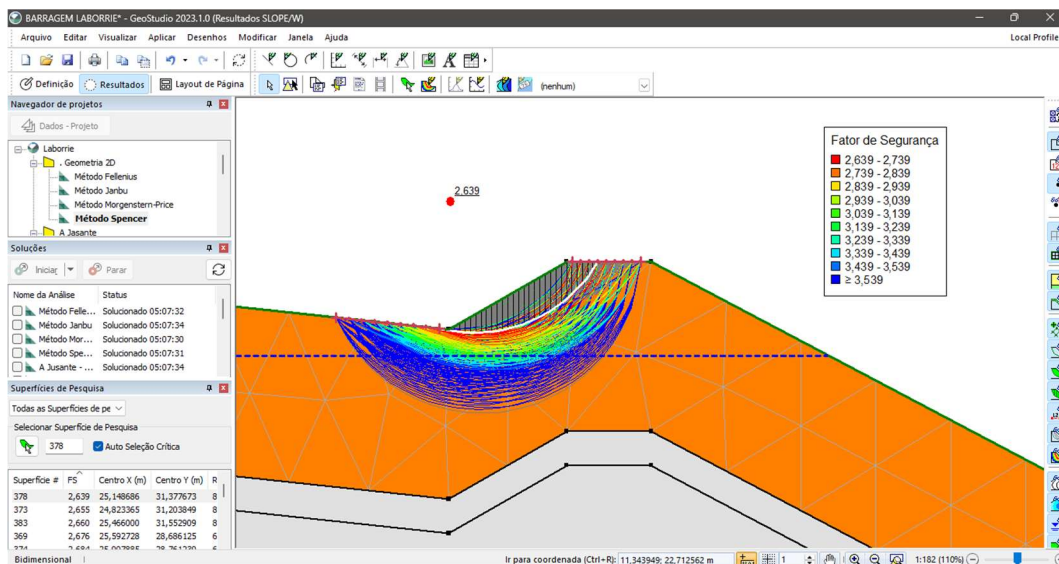 BARRAGEM LABORRIE* - GeoStudio 2023.1.0 (Resultados SLOPE/W)
Arquivo Editar Visualizar Aplicar Desenhos Modificar Janela Ajuda
Local Profile
Definição Resultados Layout de Página (nenhum)
Navegador de projetos
Dados - Projeto
Laborrie
. Geometria 2D
Método Fellenius
Método Janbu
Método Morgenstern-Price
Método Spencer
A Jasante
Soluções
Iniciar Parar
Nome da Análise Status
Método Felle... Solucionado 05:07:32
Método Janbu Solucionado 05:07:34
Método Mor... Solucionado 05:07:30
Método Spe... Solucionado 05:07:31
A Jusante - ... Solucionado 05:07:34
Superfícies de Pesquisa
Todas as Superfícies de pe
Selecionar Superfície de Pesquisa
378 Auto Seleção Crítica
Superfície # FS Centro X (m) Centro Y (m) R
378 2,639 25,148686 31,377673 8
373 2,655 24,823365 31,203849 8
383 2,660 25,466000 31,552909 8
369 2,676 25,592728 28,686125 6
2,639
Fator de Segurança
2,639 - 2,739
2,739 - 2,839
2,839 - 2,939
2,939 - 3,039
3,039 - 3,139
3,139 - 3,239
3,239 - 3,339
3,339 - 3,439
3,439 - 3,539
≥ 3,539
Bidimensional
Ir para coordenada (Ctrl+R): 11,343949; 22,712562 m
1
1:182 (110%)